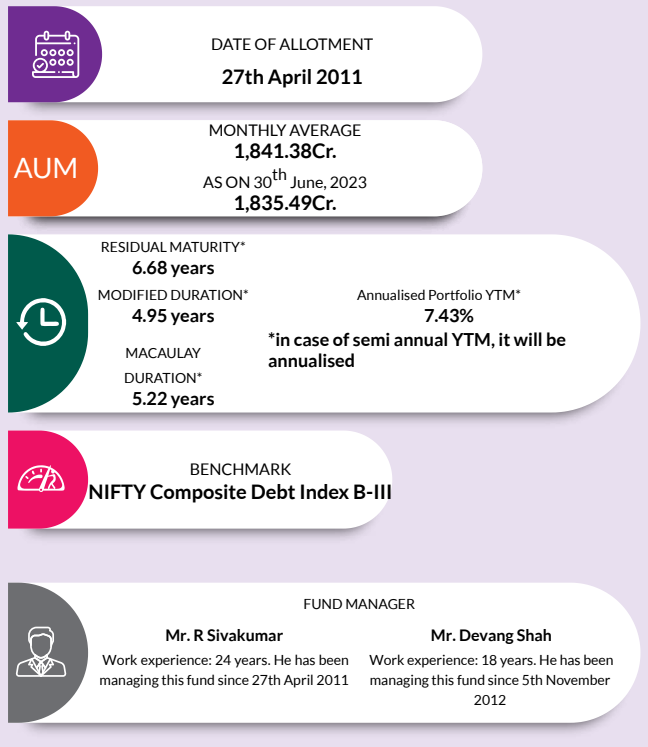 DATE OF ALLOTMENT
27th April 2011
AUM
MONTHLY AVERAGE
1,841.38Cr.
AS ON 30th June, 2023
1,835.49Cr.
RESIDUAL MATURITY*
6.68 years
MODIFIED DURATION*
4.95 years
MACAULAY
DURATION*
5.22 years
Annualised Portfolio YTM*
7.43%
*in case of semi annual YTM, it will be
annualised
BENCHMARK
NIFTY Composite Debt Index B-III
FUND MANAGER
Mr. R Sivakumar
Work experience: 24 years. He has been
managing this fund since 27th April 2011
Mr. Devang Shah
Work experience: 18 years. He has been
managing this fund since 5th November
2012